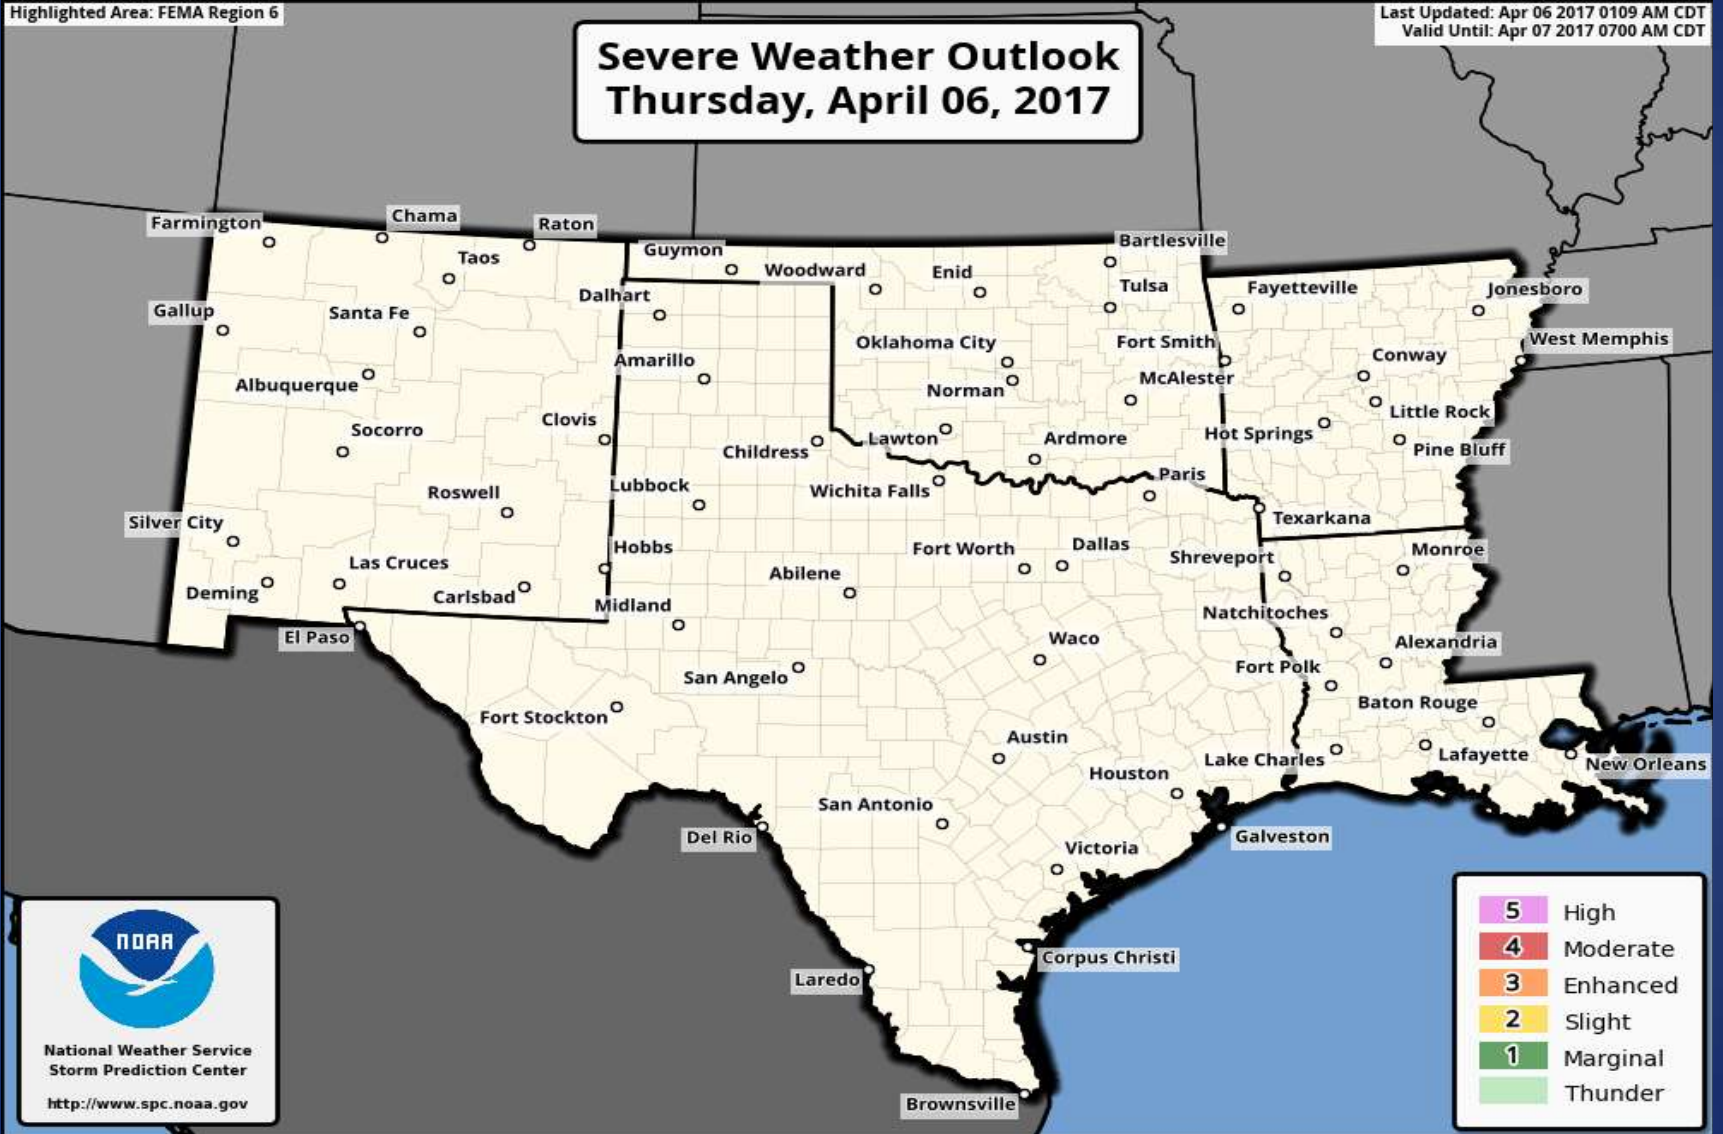 Highlighted Area: FEMA Region 6
Last Updated: Apr 06 2017 0109 AM CDT
Valid Until: Apr 07 2017 0700 AM CDT
Severe Weather Outlook
Thursday, April 06, 2017
Farmington
Chama
Raton
Taos
Guymon
Woodward
Enid
Bartlesville
Tulsa
Fayetteville
Jonesboro
Gallup
Santa Fe
Dalhart
Oklahoma City
Fort Smith
West Memphis
Albuquerque
Amarillo
Norman
McAlester
Conway
Little Rock
Socorro
Clovis
Childress
Lawton
Ardmore
Hot Springs
Pine Bluff
Roswell
Lubbock
Wichita Falls
Paris
Texarkana
Silver City
Hobbs
Fort Worth
Dallas
Shreveport
Monroe
Las Cruces
Deming
Carlsbad
Midland
Abilene
Natchitoches
El Paso
Waco
Alexandria
San Angelo
Fort Polk
Fort Stockton
Baton Rouge
Austin
Houston
Lake Charles
Lafayette
New Orleans
San Antonio
Del Rio
Victoria
Galveston
Laredo
Corpus Christi
Brownsville
NOAA
National Weather Service
Storm Prediction Center
http://www.spc.noaa.gov
5 High
4 Moderate
3 Enhanced
2 Slight
1 Marginal
Thunder